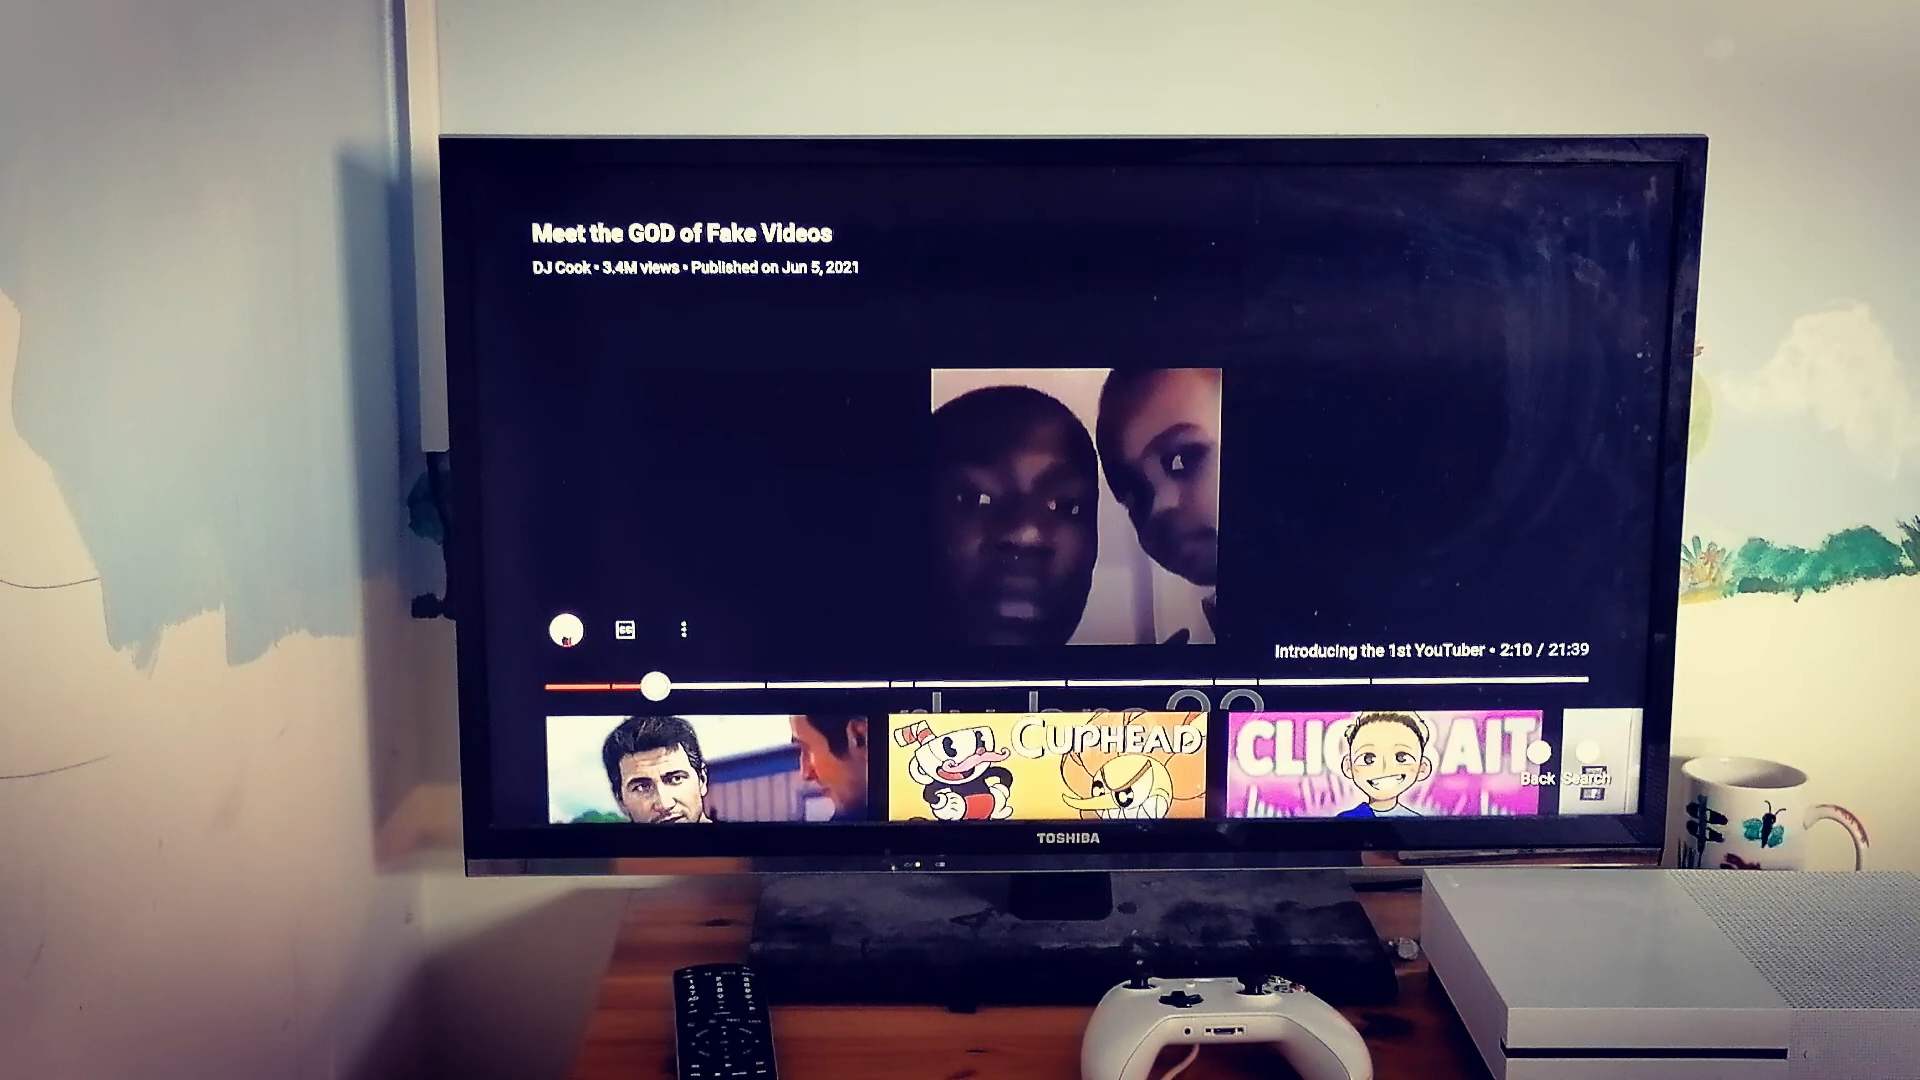 Meet the GOD of Fake Videos
DJ Cook • 3.4M views • Published on Jun 5, 2021
Introducing the 1st YouTuber • 2:10 / 21:39
CUPHEAD
Back Search
TOSHIBA